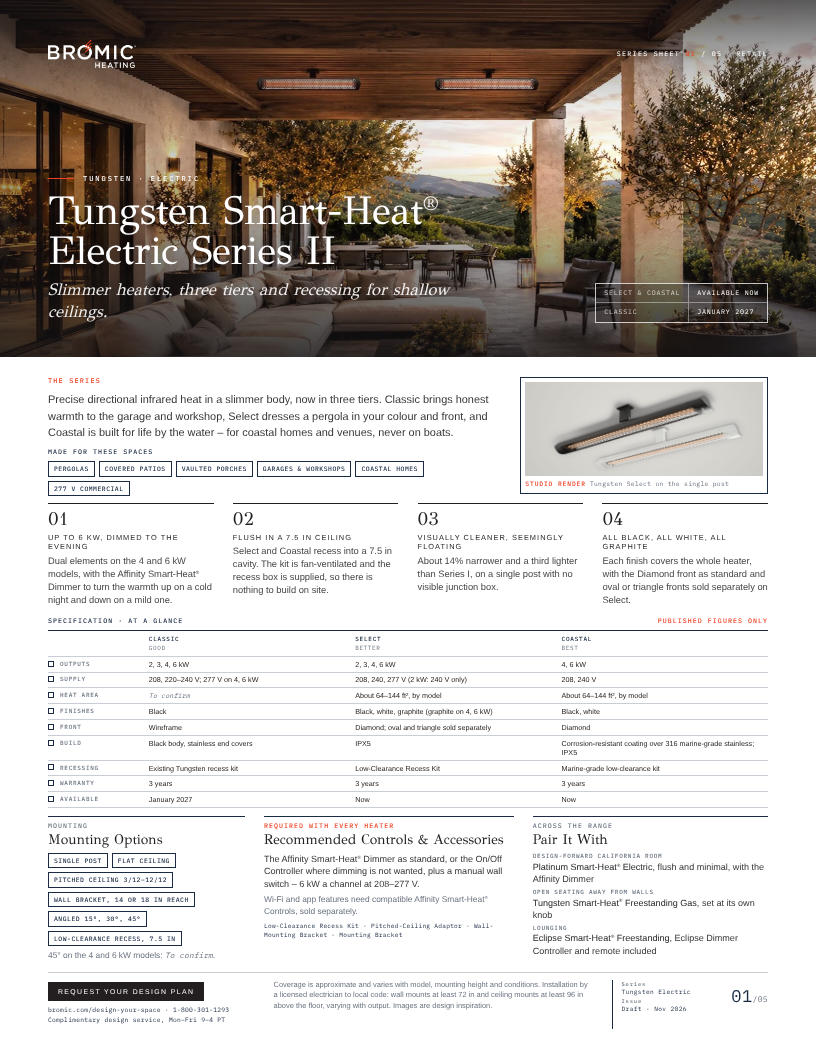 BROMIC
HEATING
SERIES SHEET 01 / 05 · RETAIL
TUNGSTEN · ELECTRIC
Tungsten Smart-Heat®
Electric Series II
Slimmer heaters, three tiers and recessing for shallow
ceilings.
SELECT & COASTAL AVAILABLE NOW
CLASSIC JANUARY 2027
THE SERIES
Precise directional infrared heat in a slimmer body, now in three tiers. Classic brings honest
warmth to the garage and workshop, Select dresses a pergola in your colour and front, and
Coastal is built for life by the water – for coastal homes and venues, never on boats.
MADE FOR THESE SPACES
PERGOLAS COVERED PATIOS VAULTED PORCHES GARAGES & WORKSHOPS COASTAL HOMES
277 V COMMERCIAL
STUDIO RENDER Tungsten Select on the single post
01
UP TO 6 KW, DIMMED TO THE
EVENING
Dual elements on the 4 and 6 kW
models, with the Affinity Smart-Heat®
Dimmer to turn the warmth up on a cold
night and down on a mild one.
02
FLUSH IN A 7.5 IN CEILING
Select and Coastal recess into a 7.5 in
cavity. The kit is fan-ventilated and the
recess box is supplied, so there is
nothing to build on site.
03
VISUALLY CLEANER, SEEMINGLY
FLOATING
About 14% narrower and a third lighter
than Series I, on a single post with no
visible junction box.
04
ALL BLACK, ALL WHITE, ALL
GRAPHITE
Each finish covers the whole heater,
with the Diamond front as standard and
oval or triangle fronts sold separately on
Select.
SPECIFICATION · AT A GLANCE PUBLISHED FIGURES ONLY
CLASSIC SELECT COASTAL
GOOD BETTER BEST
OUTPUTS 2, 3, 4, 6 kW 2, 3, 4, 6 kW 4, 6 kW
SUPPLY 208, 220–240 V; 277 V on 4, 6 kW 208, 240, 277 V (2 kW: 240 V only) 208, 240 V
HEAT AREA To confirm About 64–144 ft², by model About 64–144 ft², by model
FINISHES Black Black, white, graphite (graphite on 4, 6 kW) Black, white
FRONT Wireframe Diamond; oval and triangle sold separately Diamond
BUILD Black body, stainless end covers IPX5 Corrosion-resistant coating over 316 marine-grade stainless;
IPX5
RECESSING Existing Tungsten recess kit Low-Clearance Recess Kit Marine-grade low-clearance kit
WARRANTY 3 years 3 years 3 years
AVAILABLE January 2027 Now Now
MOUNTING
Mounting Options
SINGLE POST FLAT CEILING
PITCHED CEILING 3/12–12/12
WALL BRACKET, 14 OR 18 IN REACH
ANGLED 15°, 30°, 45°
LOW-CLEARANCE RECESS, 7.5 IN
45° on the 4 and 6 kW models: To confirm.
REQUIRED WITH EVERY HEATER
Recommended Controls & Accessories
The Affinity Smart-Heat® Dimmer as standard, or the On/Off
Controller where dimming is not wanted, plus a manual wall
switch – 6 kW a channel at 208–277 V.
Wi-Fi and app features need compatible Affinity Smart-Heat®
Controls, sold separately.
Low-Clearance Recess Kit · Pitched-Ceiling Adaptor · Wall-
Mounting Bracket · Mounting Bracket
ACROSS THE RANGE
Pair It With
DESIGN-FORWARD CALIFORNIA ROOM
Platinum Smart-Heat® Electric, flush and minimal, with the
Affinity Dimmer
OPEN SEATING AWAY FROM WALLS
Tungsten Smart-Heat® Freestanding Gas, set at its own
knob
LOUNGING
Eclipse Smart-Heat® Freestanding, Eclipse Dimmer
Controller and remote included
REQUEST YOUR DESIGN PLAN
bromic.com/design-your-space · 1-800-301-1293
Complimentary design service, Mon–Fri 9–4 PT
Coverage is approximate and varies with model, mounting height and conditions. Installation by
a licensed electrician to local code: wall mounts at least 72 in and ceiling mounts at least 96 in
above the floor, varying with output. Images are design inspiration.
Series
Tungsten Electric
Issue
Draft · Nov 2026
01/05